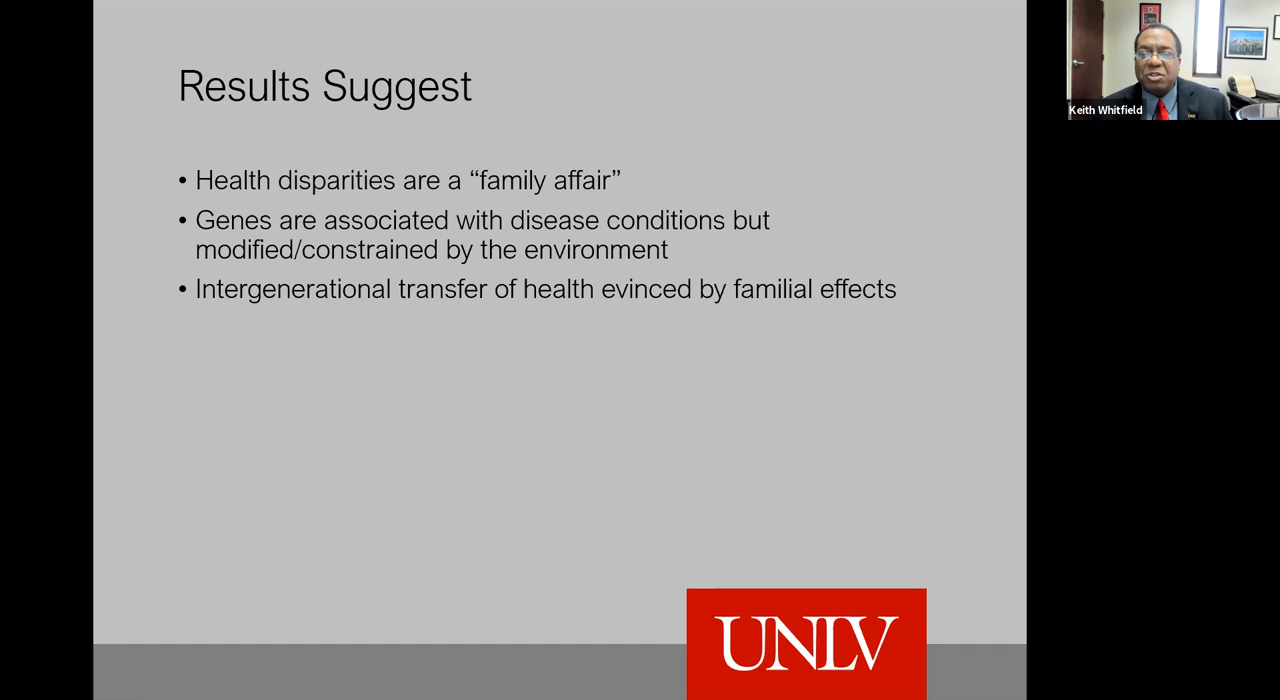 Results Suggest
• Health disparities are a “family affair”
• Genes are associated with disease conditions but
modified/constrained by the environment
• Intergenerational transfer of health evinced by familial effects
UNLV
Keith Whitfield